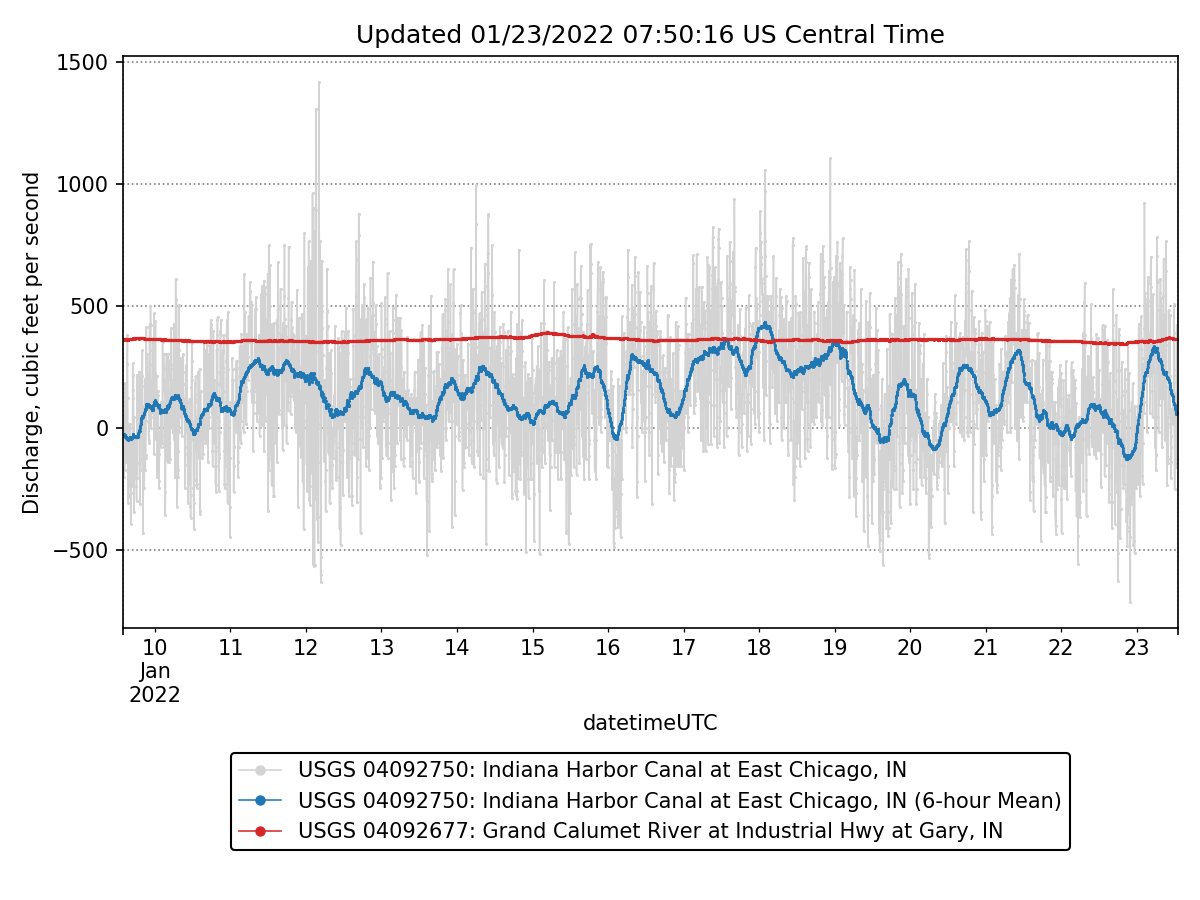 Updated 01/23/2022 07:50:16 US Central Time
Discharge, cubic feet per second
1500
1000
500
0
−500
10 11 12 13 14 15 16 17 18 19 20 21 22 23
Jan
2022
datetimeUTC
USGS 04092750: Indiana Harbor Canal at East Chicago, IN
USGS 04092750: Indiana Harbor Canal at East Chicago, IN (6-hour Mean)
USGS 04092677: Grand Calumet River at Industrial Hwy at Gary, IN